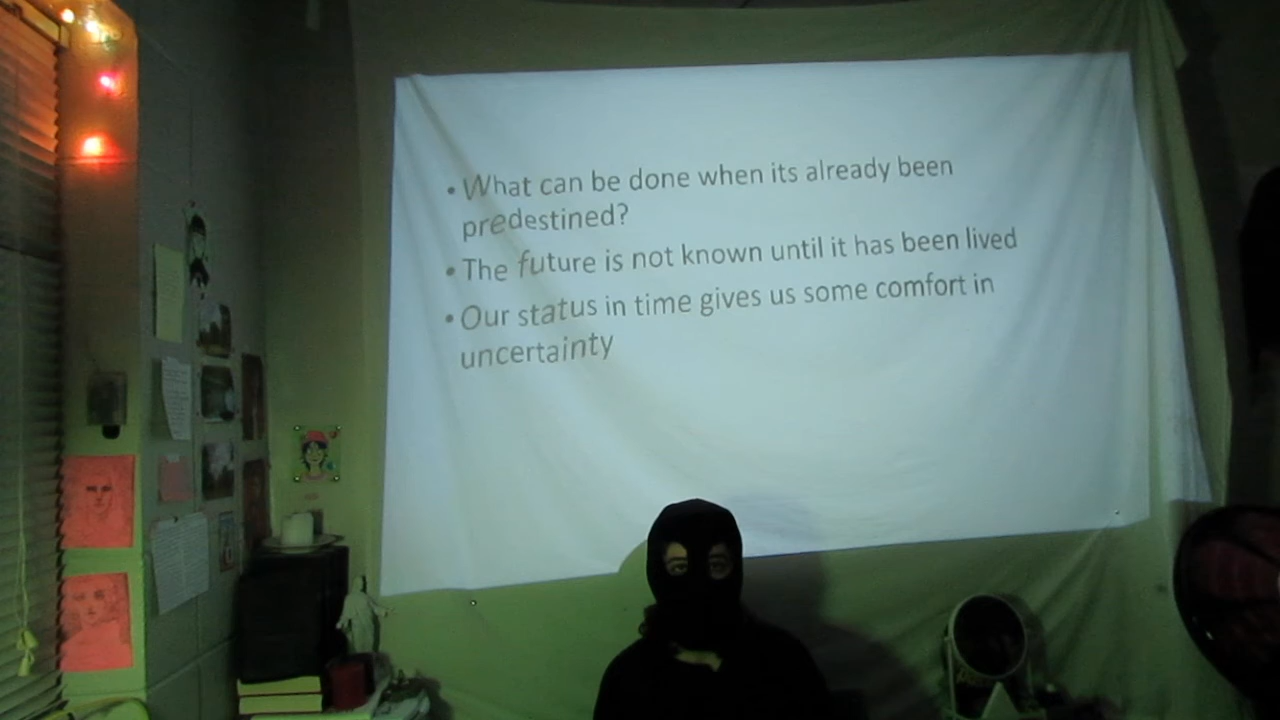 • What can be done when its already been
predestined?
• The future is not known until it has been lived
• Our status in time gives us some comfort in
uncertainty